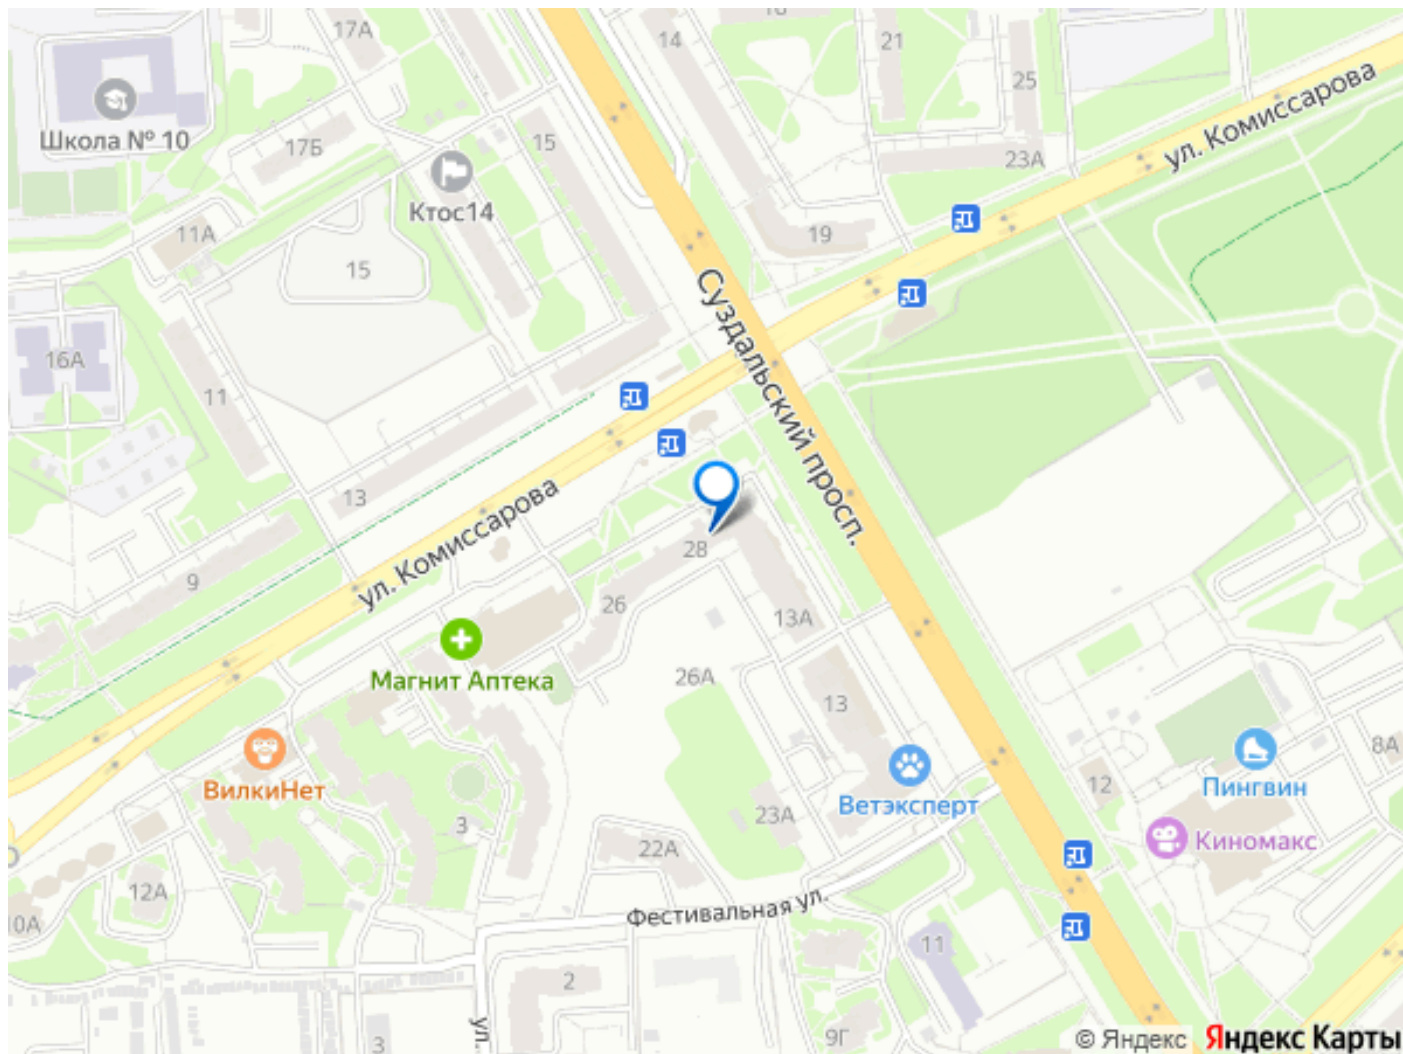 17А
14
16
21
25
Школа № 10
17Б
15
23А
ул. Комиссарова
Ктос14
11А
19
15
Суздальский просп.
16А
11
13
ул. Комиссарова
28
9
26
13А
Магнит Аптека
26А
13
8А
ВилкиНет
Ветэксперт
12
Пингвин
3
23А
Киномакс
22А
12А
10А
Фестивальная ул.
11
2
ул.
9Г
3
© Яндекс Яндекс Карты